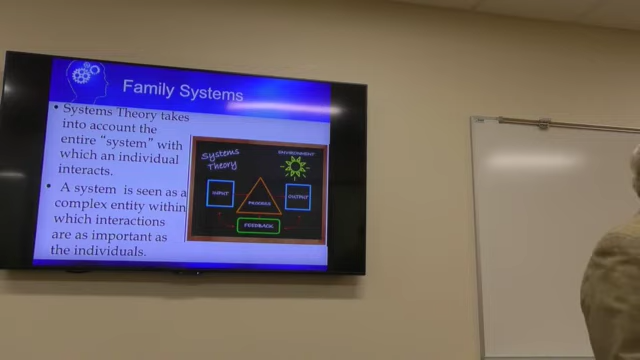 Family Systems
• Systems Theory takes
into account the
entire "system" with
which an individual
interacts.
• A system is seen as a
complex entity within
which interactions
are as important as
the individuals.
Systems
Theory
ENVIRONMENT
INPUT
PROCESS
OUTPUT
FEEDBACK